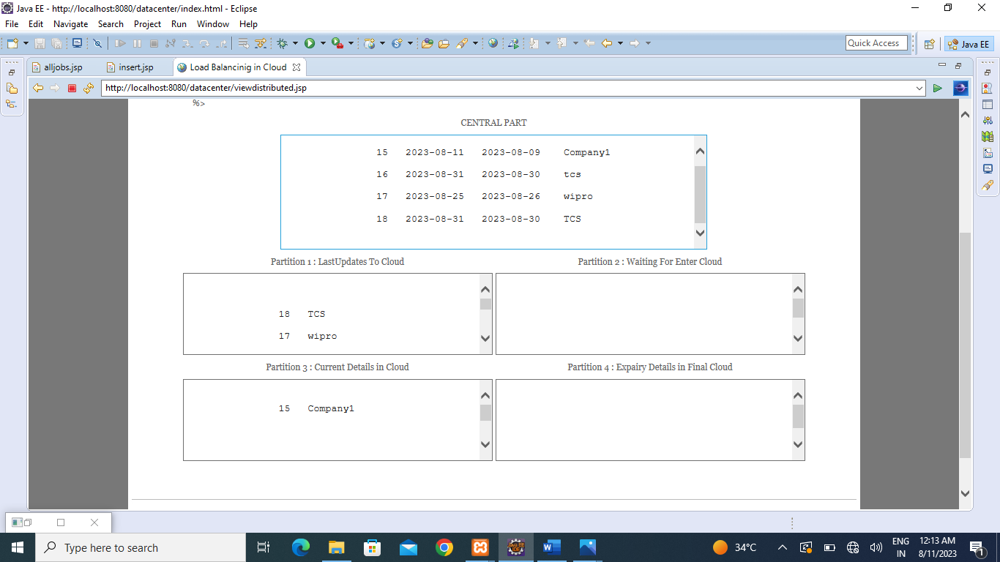 Java EE - http://localhost:8080/datacenter/index.html - Eclipse
File Edit Navigate Search Project Run Window Help
Quick Access
Java EE
alljobs.jsp
insert.jsp
Load Balancinig in Cloud
http://localhost:8080/datacenter/viewdistributed.jsp
%>
CENTRAL PART
15 2023-08-11 2023-08-09 Company1
16 2023-08-31 2023-08-30 tcs
17 2023-08-25 2023-08-26 wipro
18 2023-08-31 2023-08-30 TCS
Partition 1 : LastUpdates To Cloud
Partition 2 : Waiting For Enter Cloud
18 TCS
17 wipro
Partition 3 : Current Details in Cloud
Partition 4 : Expairy Details in Final Cloud
15 Company1
Type here to search
34°C
ENG
IN
12:13 AM
8/11/2023
1